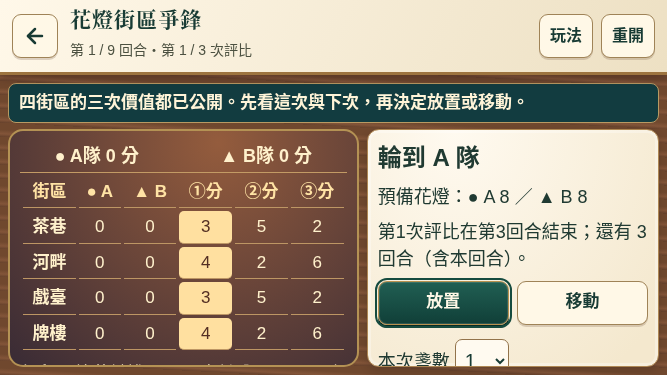 花燈街區爭鋒
第 1 / 9 回合・第 1 / 3 次評比
玩法
重開
四街區的三次價值都已公開。先看這次與下次，再決定放置或移動。
● A隊 0 分
▲ B隊 0 分
街區 ● A ▲ B ①分 ②分 ③分
茶巷 0 0 3 5 2
河畔 0 0 4 2 6
戲臺 0 0 3 5 2
牌樓 0 0 4 2 6
輪到 A 隊
預備花燈：● A 8 ／ ▲ B 8
第1次評比在第3回合結束；還有 3
回合（含本回合）。
放置
移動
本次盞數 1